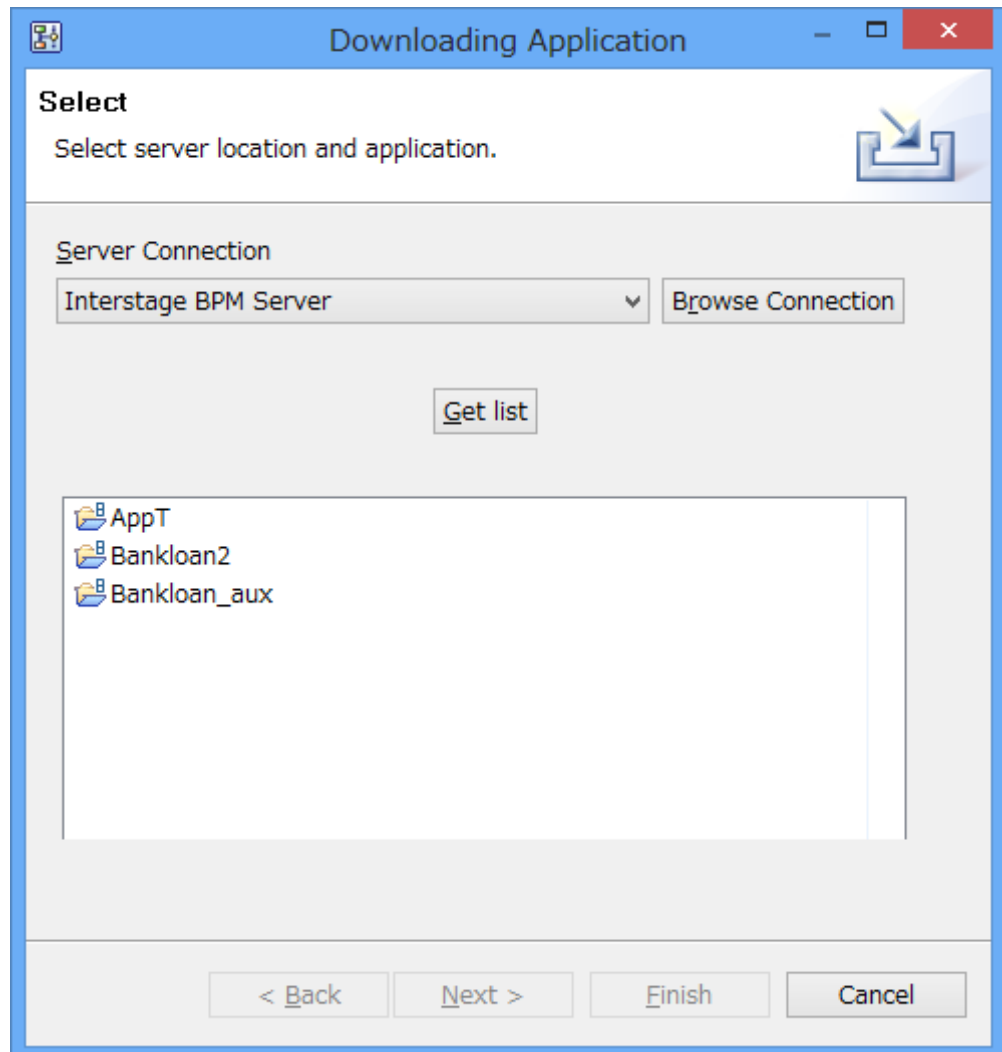 Downloading Application
Select
Select server location and application.
Server Connection
Interstage BPM Server Browse Connection
Get list
AppT
Bankloan2
Bankloan_aux
< Back Next > Finish Cancel